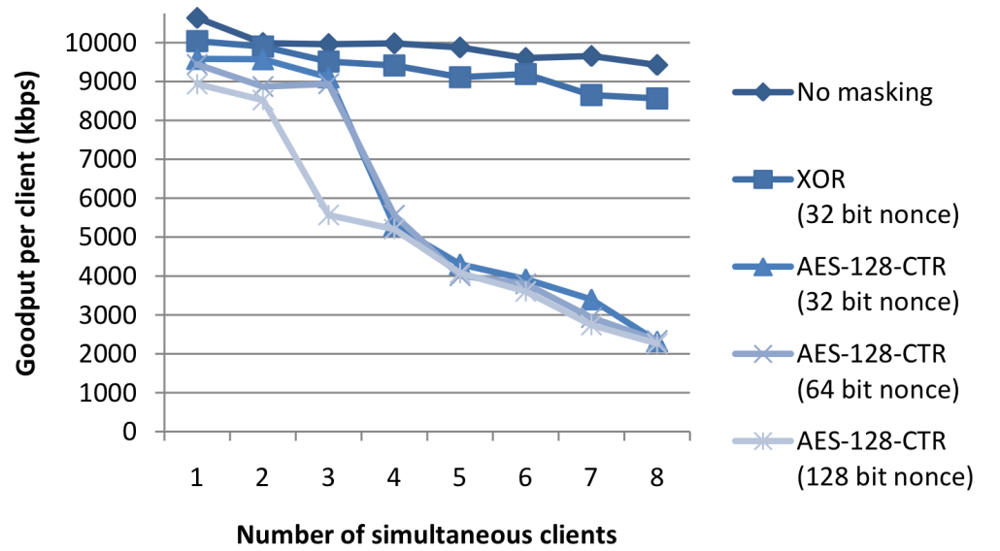 Goodput per client (kbps)
10000
9000
8000
7000
6000
5000
4000
3000
2000
1000
0
1 2 3 4 5 6 7 8
Number of simultaneous clients
No masking
XOR
(32 bit nonce)
AES-128-CTR
(32 bit nonce)
AES-128-CTR
(64 bit nonce)
AES-128-CTR
(128 bit nonce)